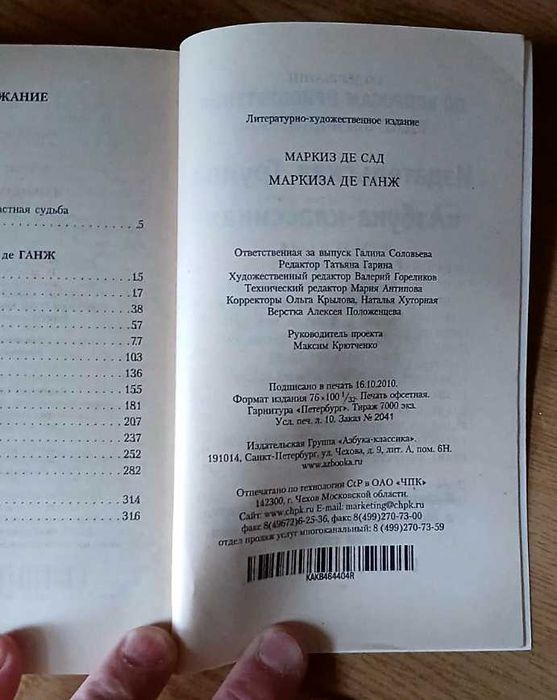 ЖАНИЕ
астная судьба
5
де ГАНЖ
15
17
38
57
77
103
136
155
181
207
237
252
282
314
316
Литературно-художественное издание
МАРКИЗ ДЕ САД
МАРКИЗА ДЕ ГАНЖ
Ответственная за выпуск Галина Соловьева
Редактор Татьяна Гарина
Художественный редактор Валерий Гореликов
Технический редактор Мария Антипова
Корректоры Ольга Крылова, Наталья Хуторная
Верстка Алексея Положенцева
Руководитель проекта
Максим Крютченко
Подписано в печать 16.10.2010.
Формат издания 76×100 1/32. Печать офсетная.
Гарнитура «Петербург». Тираж 7000 экз.
Усл. печ. л. 10. Заказ № 2041
Издательская Группа «Азбука-классика».
191014, Санкт-Петербург, ул. Чехова, д. 9, лит. А, пом. 6Н.
www.azbooka.ru
Отпечатано по технологии CtP в ОАО «ЧПК»
142300, г. Чехов Московской области.
Сайт: www.chpk.ru E-mail: marketing@chpk.ru
факс 8(49672)6-25-36, факс 8(499)270-73-00
отдел продаж услуг многоканальный: 8 (499)270-73-59
KAKB464404R